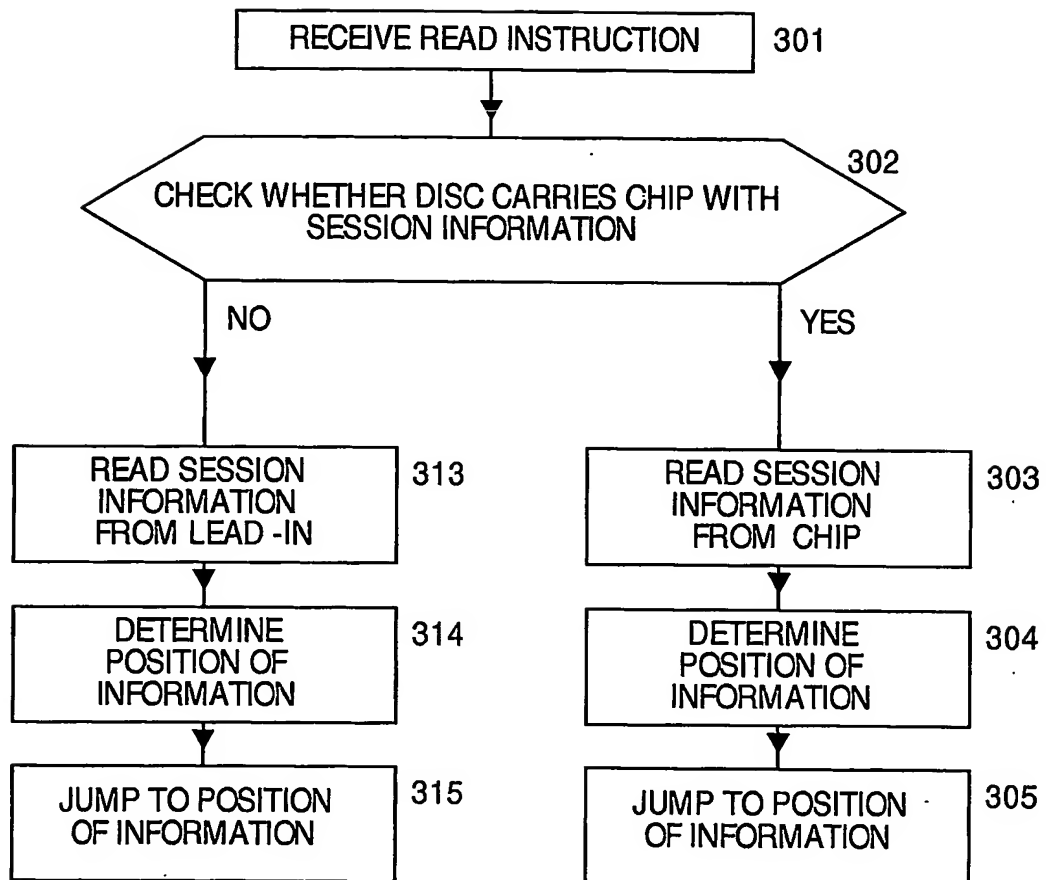 RECEIVE READ INSTRUCTION 301
302
CHECK WHETHER DISC CARRIES CHIP WITH
SESSION INFORMATION
NO
YES
READ SESSION
INFORMATION
FROM LEAD -IN
313
READ SESSION
INFORMATION
FROM CHIP
303
DETERMINE
POSITION OF
INFORMATION
314
DETERMINE
POSITION OF
INFORMATION
304
JUMP TO POSITION
OF INFORMATION
315
JUMP TO POSITION
OF INFORMATION
305